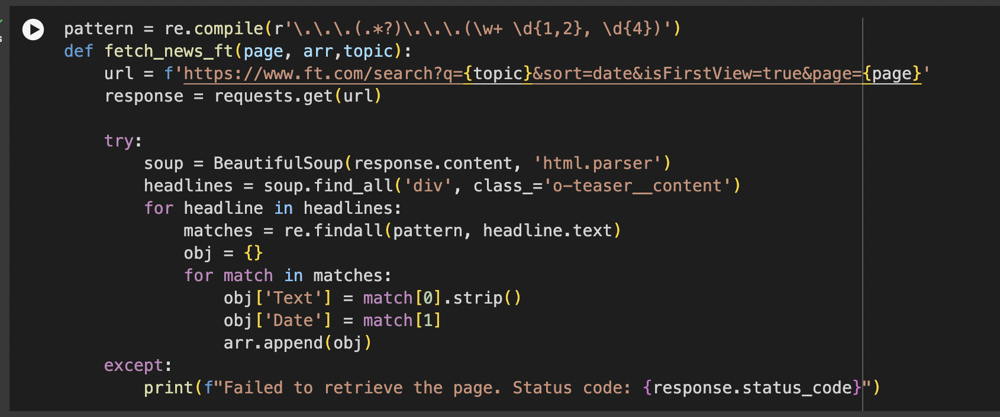 pattern = re.compile(r'\.\.\.(.*?)\.\.\.(\w+ \d{1,2}, \d{4})')
def fetch_news_ft(page, arr,topic):
    url = f'https://www.ft.com/search?q={topic}&sort=date&isFirstView=true&page={page}'
    response = requests.get(url)

    try:
        soup = BeautifulSoup(response.content, 'html.parser')
        headlines = soup.find_all('div', class_='o-teaser__content')
        for headline in headlines:
            matches = re.findall(pattern, headline.text)
            obj = {}
            for match in matches:
                obj['Text'] = match[0].strip()
                obj['Date'] = match[1]
                arr.append(obj)
    except:
        print(f"Failed to retrieve the page. Status code: {response.status_code}")